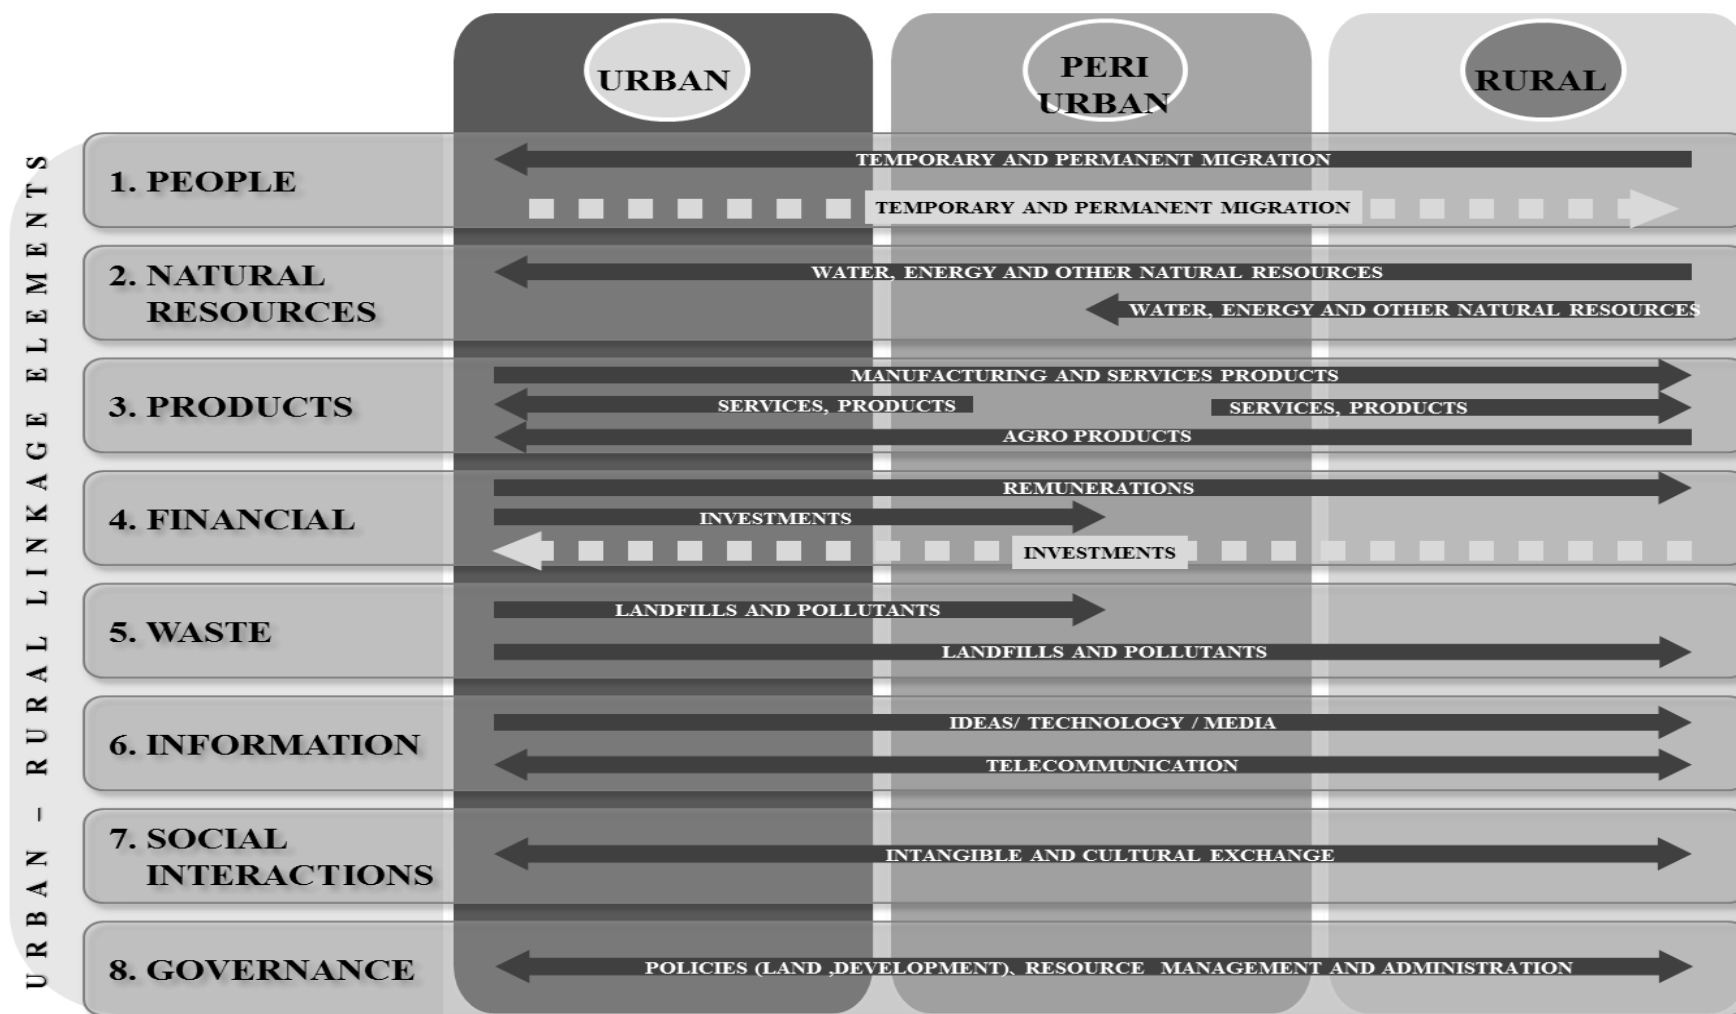 URBAN
PERI
URBAN
RURAL
URBAN – RURAL LINKAGE ELEMENTS
1. PEOPLE
TEMPORARY AND PERMANENT MIGRATION
TEMPORARY AND PERMANENT MIGRATION
2. NATURAL
RESOURCES
WATER, ENERGY AND OTHER NATURAL RESOURCES
WATER, ENERGY AND OTHER NATURAL RESOURCES
3. PRODUCTS
MANUFACTURING AND SERVICES PRODUCTS
SERVICES, PRODUCTS
SERVICES, PRODUCTS
AGRO PRODUCTS
4. FINANCIAL
REMUNERATIONS
INVESTMENTS
INVESTMENTS
5. WASTE
LANDFILLS AND POLLUTANTS
LANDFILLS AND POLLUTANTS
6. INFORMATION
IDEAS/ TECHNOLOGY / MEDIA
TELECOMMUNICATION
7. SOCIAL
INTERACTIONS
INTANGIBLE AND CULTURAL EXCHANGE
8. GOVERNANCE
POLICIES (LAND ,DEVELOPMENT)、RESOURCE MANAGEMENT AND ADMINISTRATION